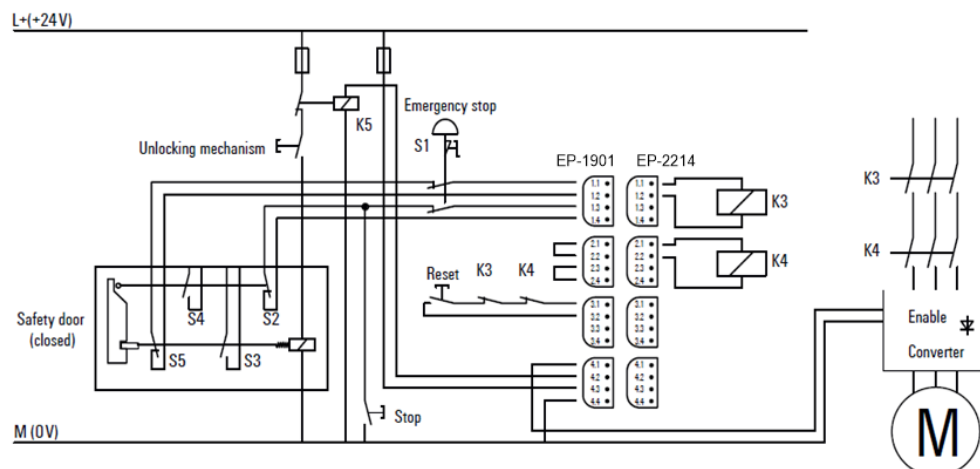 L+(+24V)
Emergency stop
K5
S1
Unlocking mechanism
EP-1901 EP-2214
1.1 1.1
1.2 1.2
1.3 1.3
1.4 1.4
K3
K3
2.1 2.1
2.2 2.2
2.3 2.3
2.4 2.4
K4
K4
Reset K3 K4
3.1 3.1
3.2 3.2
3.3 3.3
3.4 3.4
S4 S2
Safety door
(closed)
S5 S3
Enable
Converter
4.1 4.1
4.2 4.2
4.3 4.3
4.4 4.4
Stop
M (0V)
M